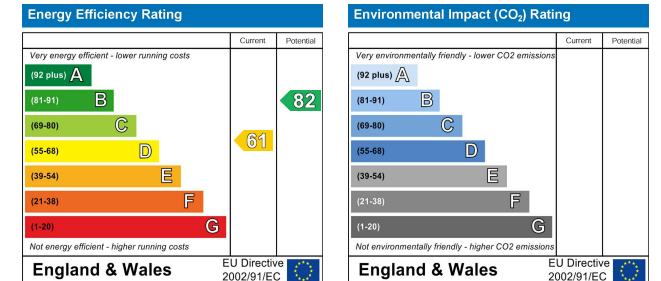 Energy Efficiency Rating
Current Potential
Very energy efficient - lower running costs
(92 plus) A
(81-91) B
82
(69-80) C
61
(55-68) D
(39-54) E
(21-38) F
(1-20) G
Not energy efficient - higher running costs
England & Wales
EU Directive
2002/91/EC
Environmental Impact (CO₂) Rating
Current Potential
Very environmentally friendly - lower CO2 emissions
(92 plus) A
(81-91) B
(69-80) C
(55-68) D
(39-54) E
(21-38) F
(1-20) G
Not environmentally friendly - higher CO2 emissions
England & Wales
EU Directive
2002/91/EC